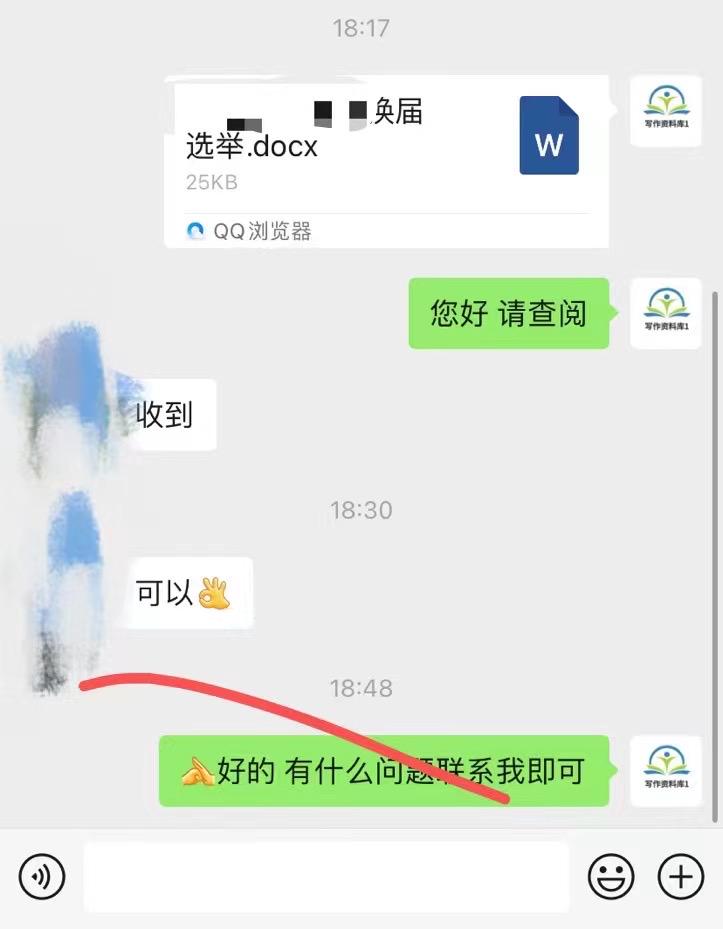 18:17
换届
选举.docx
25KB
QQ浏览器
写作资料库1
您好 请查阅
写作资料库1
收到
18:30
可以👌
18:48
🙏好的 有什么问题联系我即可
写作资料库1